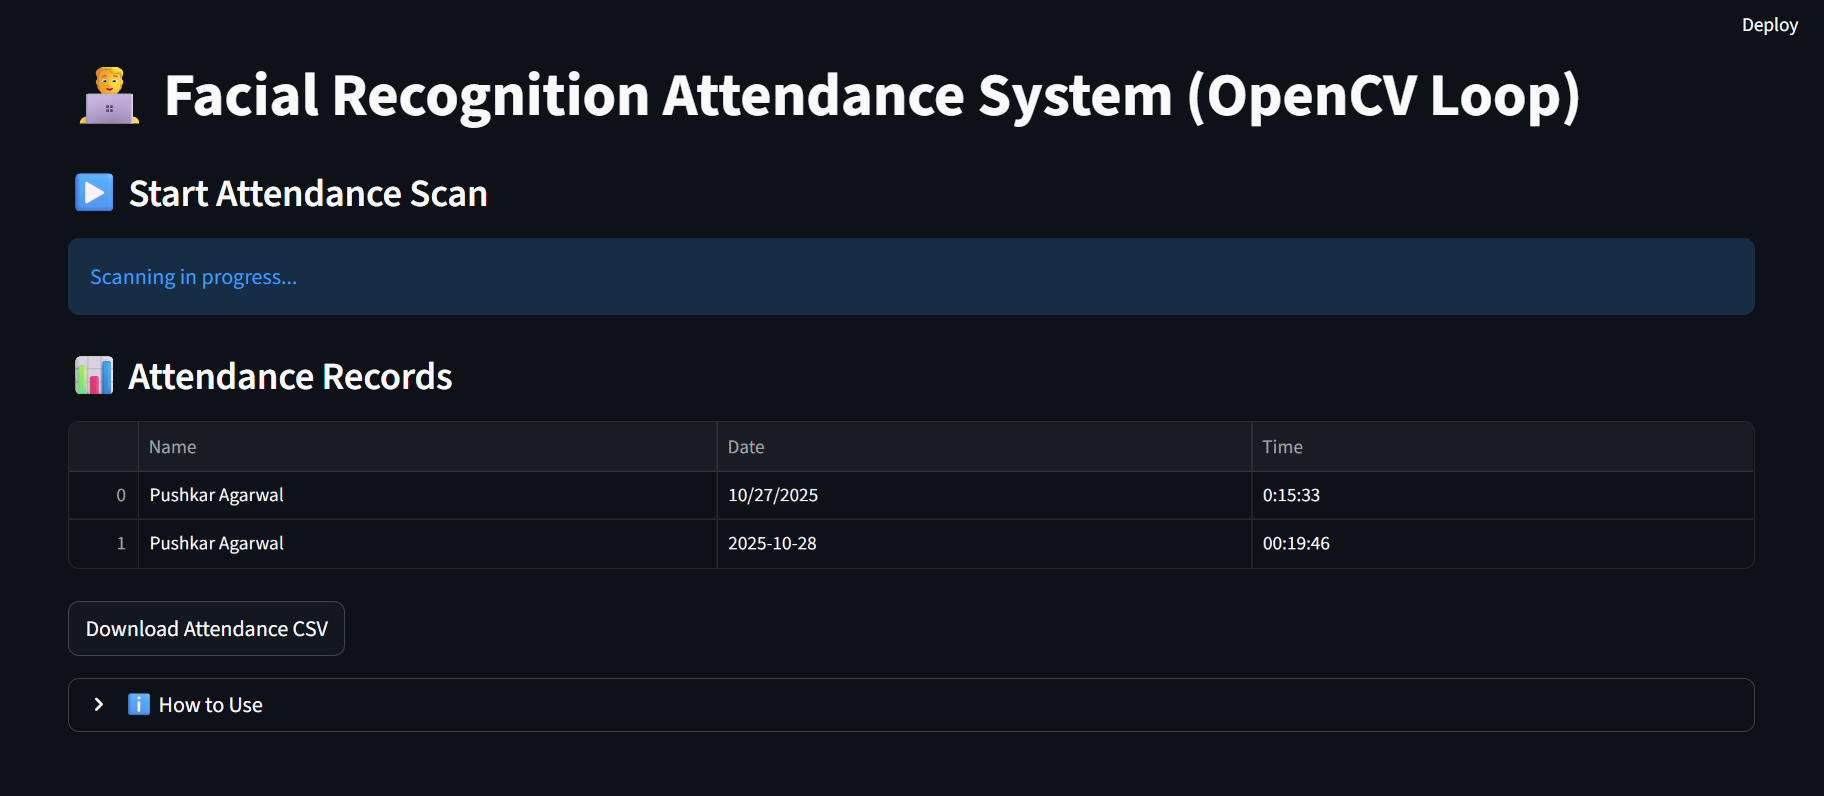 Deploy
Facial Recognition Attendance System (OpenCV Loop)
Start Attendance Scan
Scanning in progress...
Attendance Records
Name Date Time
0 Pushkar Agarwal 10/27/2025 0:15:33
1 Pushkar Agarwal 2025-10-28 00:19:46
Download Attendance CSV
How to Use